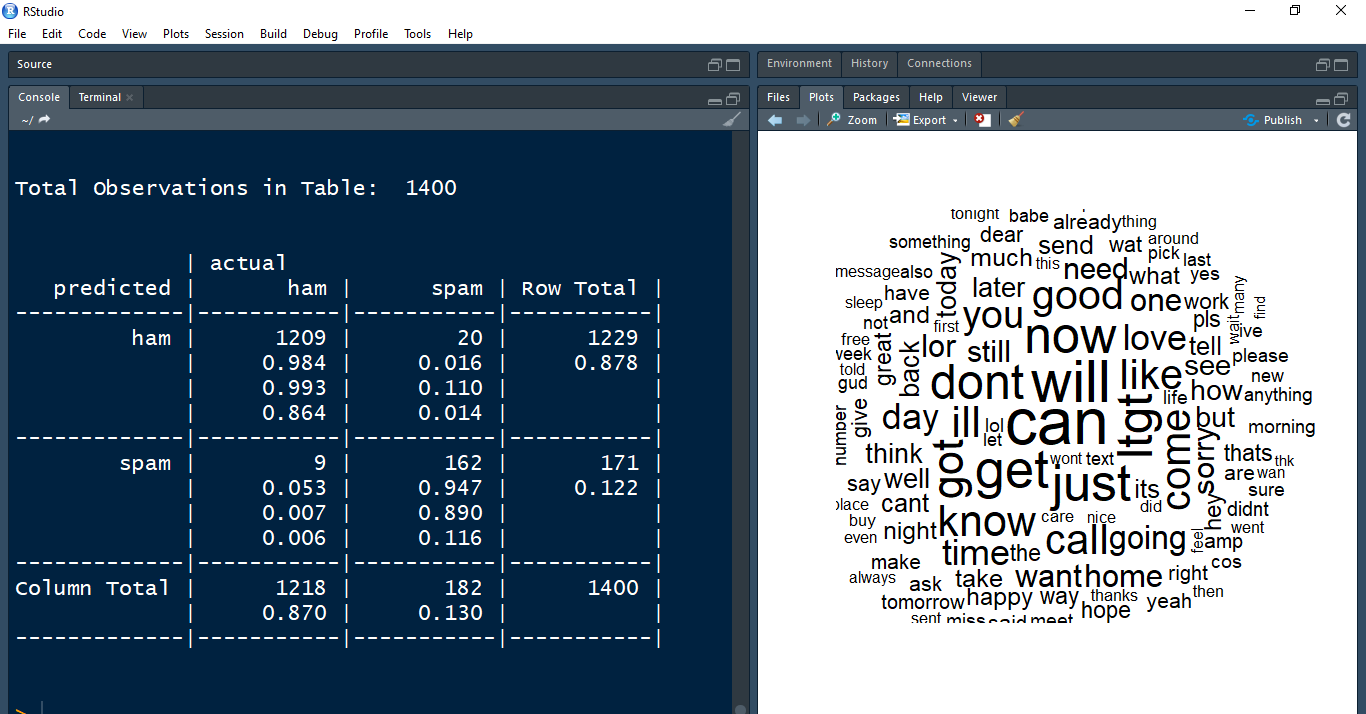 RStudio
File Edit Code View Plots Session Build Debug Profile Tools Help
Source
Console Terminal
~/
Total Observations in Table: 1400
| actual
predicted | ham | spam | Row Total |
-------------|-----------|-----------|-----------|
ham | 1209 | 20 | 1229 |
| 0.984 | 0.016 | 0.878 |
| 0.993 | 0.110 | |
| 0.864 | 0.014 | |
-------------|-----------|-----------|-----------|
spam | 9 | 162 | 171 |
| 0.053 | 0.947 | 0.122 |
| 0.007 | 0.890 | |
| 0.006 | 0.116 | |
-------------|-----------|-----------|-----------|
Column Total | 1218 | 182 | 1400 |
| 0.870 | 0.130 | |
-------------|-----------|-----------|-----------|
>
Environment History Connections
Files Plots Packages Help Viewer
Zoom Export Publish
tonight babe already thing
something dear send wat around
much this need what pick last
message also today yes
sleep have later good one work many
not and first you now love pls wait find
free great lor still tell ive
week back dont will like see please
told life how new
gud anything
number give day ill lol can ltgt come but morning
let
think got get wont text sorry thats thk
say well just its are wan
cant did hey sure
buy night know care nice didnt
even call going feel went
time the amp
make want home right cos
always ask take then
tomorrow happy way thanks yeah
sent miss said meet hope